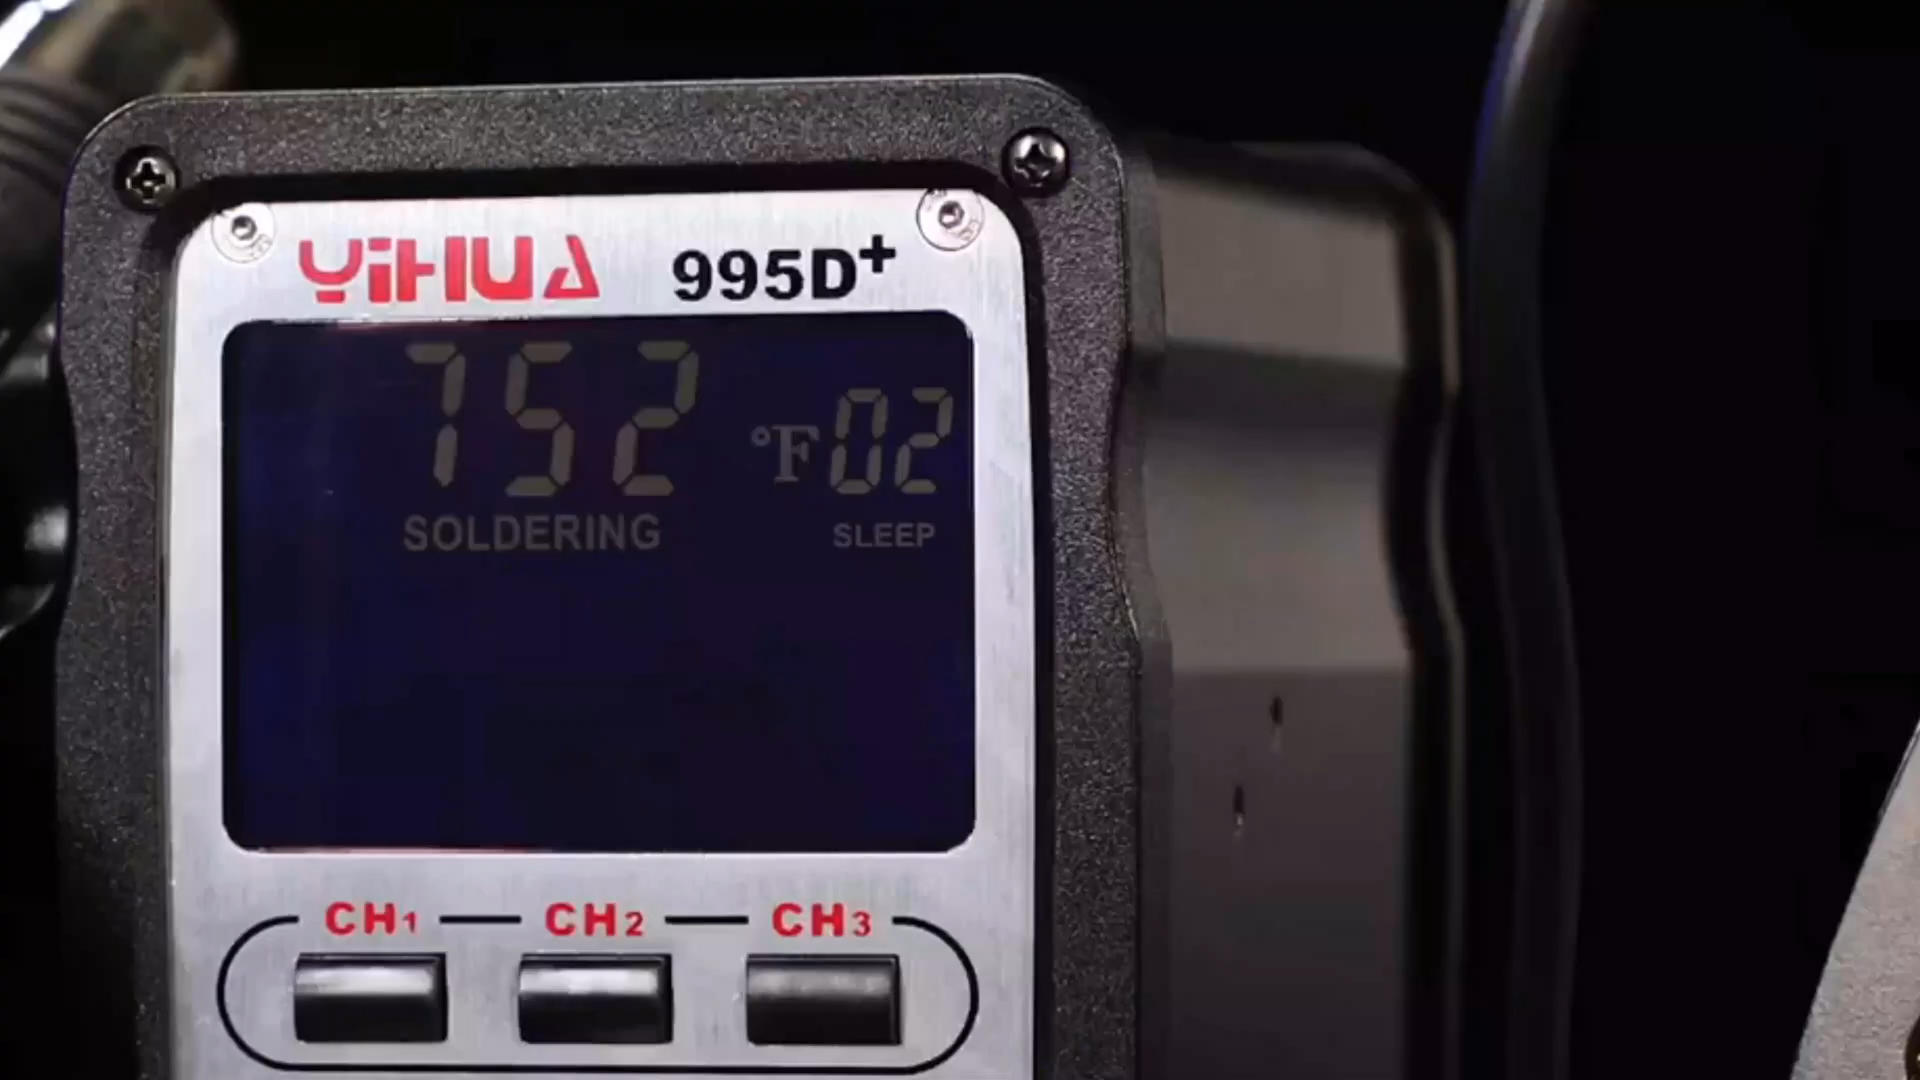 YiHUA 995D+
752 °F 02
SOLDERING SLEEP
CH1 CH2 CH3